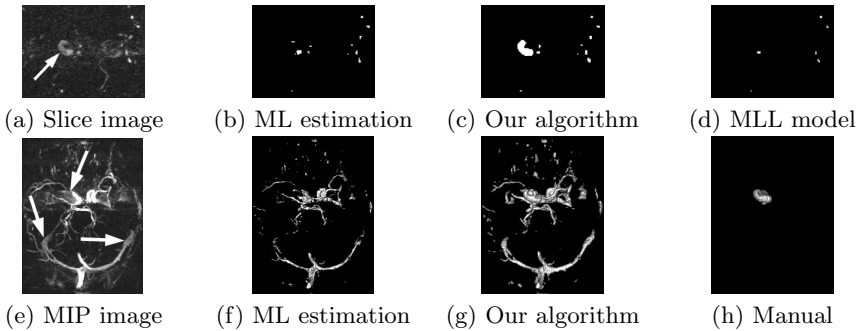 (a) Slice image (b) ML estimation (c) Our algorithm (d) MLL model
(e) MIP image (f) ML estimation (g) Our algorithm (h) Manual